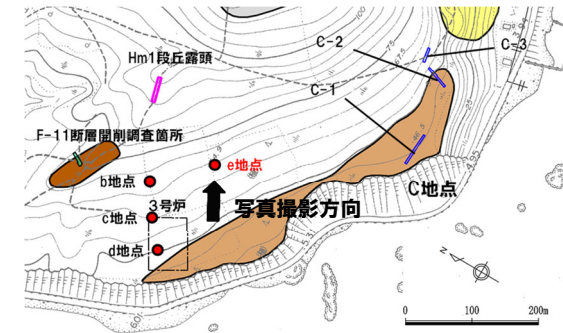 C-2
C-3
Hm1段丘露頭
C-1
F-11断層開削調査箇所
e地点
b地点
C地点
3号炉
c地点
写真撮影方向
d地点
N
0 100 200m